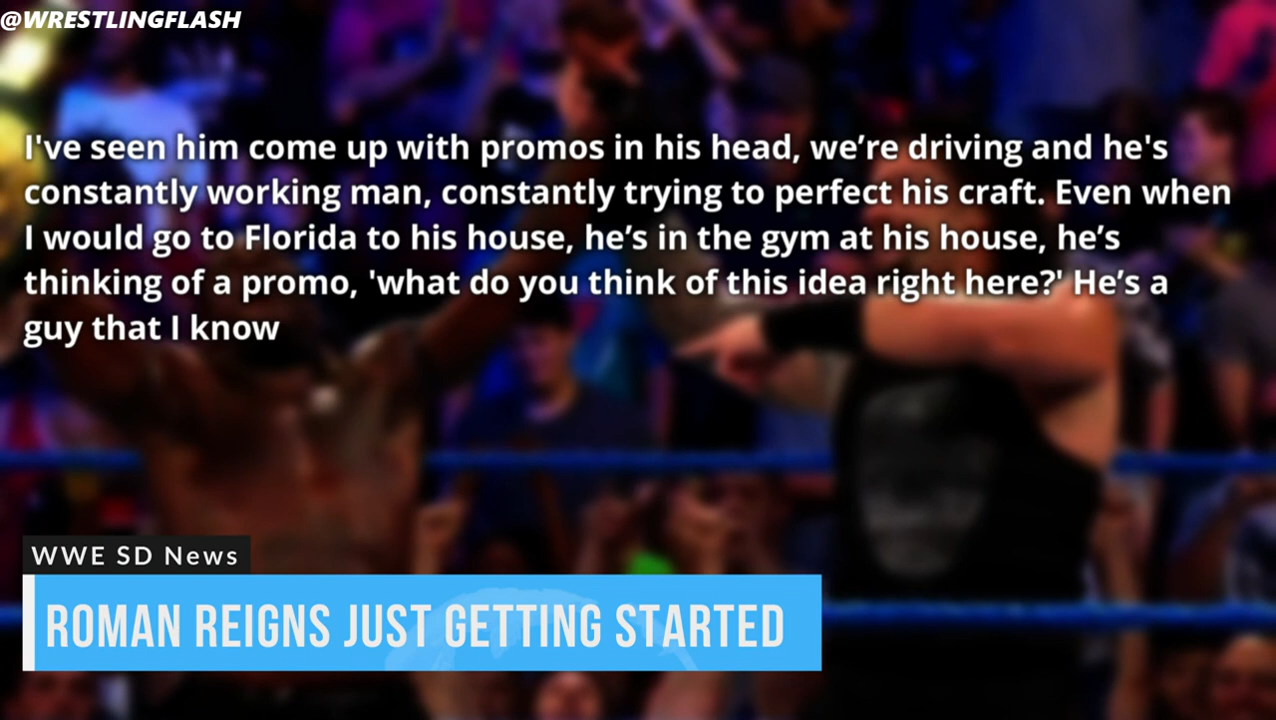 @WRESTLINGFLASH
I've seen him come up with promos in his head, we’re driving and he's
constantly working man, constantly trying to perfect his craft. Even when
I would go to Florida to his house, he’s in the gym at his house, he’s
thinking of a promo, 'what do you think of this idea right here?' He’s a
guy that I know
WWE SD News
ROMAN REIGNS JUST GETTING STARTED